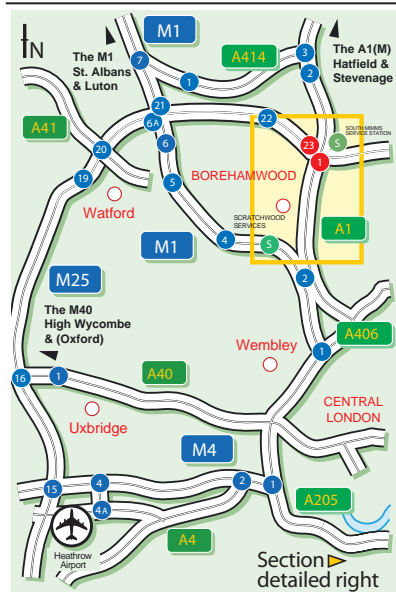 N
The M1
St. Albans
& Luton
M1
A414
The A1(M)
Hatfield &
Stevenage
7
1
3
2
A41
21
6A
22
6
23
1
SOUTH MIMMS
SERVICE STATION
S
20
19
5
BOREHAMWOOD
Watford
SCRATCHWOOD
SERVICES
M1
4
S
A1
M25
2
The M40
High Wycombe
& (Oxford)
A406
Wembley
1
16
1
A40
CENTRAL
LONDON
Uxbridge
M4
15
4
2
1
4A
A205
A4
Heathrow
Airport
Section
detailed right